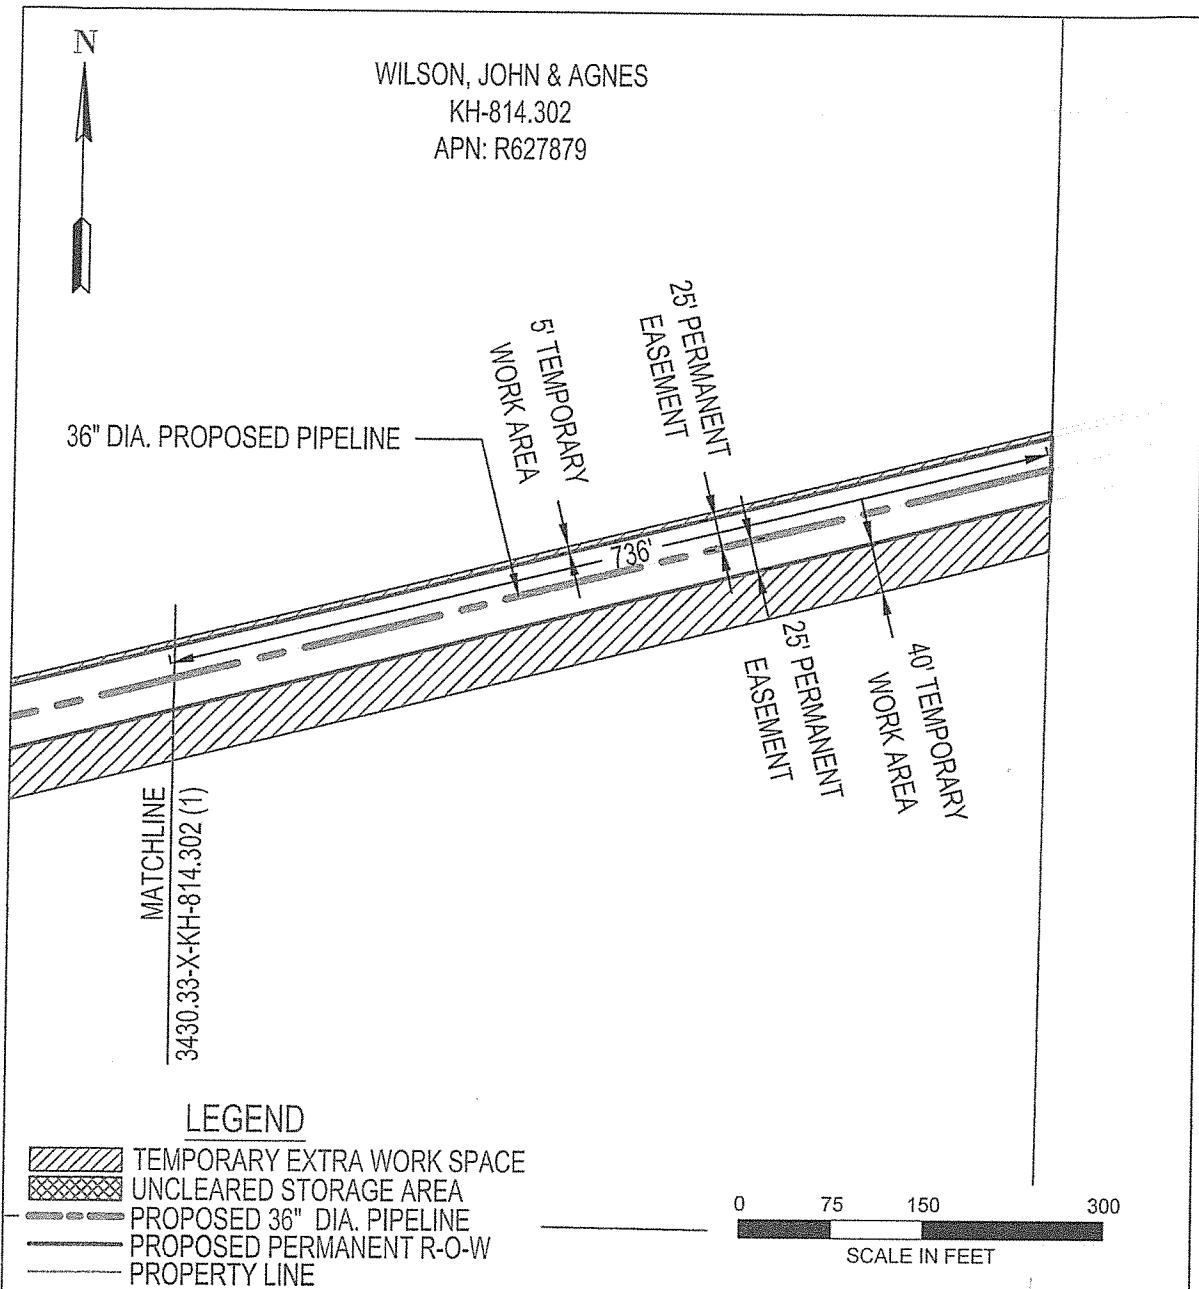 N
WILSON, JOHN & AGNES
KH-814.302
APN: R627879
25' PERMANENT
EASEMENT
5' TEMPORARY
WORK AREA
36" DIA. PROPOSED PIPELINE
736'
25' PERMANENT
EASEMENT
40' TEMPORARY
WORK AREA
MATCHLINE
3430.33-X-KH-814.302 (1)
LEGEND
TEMPORARY EXTRA WORK SPACE
UNCLEARED STORAGE AREA
PROPOSED 36" DIA. PIPELINE
PROPOSED PERMANENT R-O-W
PROPERTY LINE
0 75 150 300
SCALE IN FEET